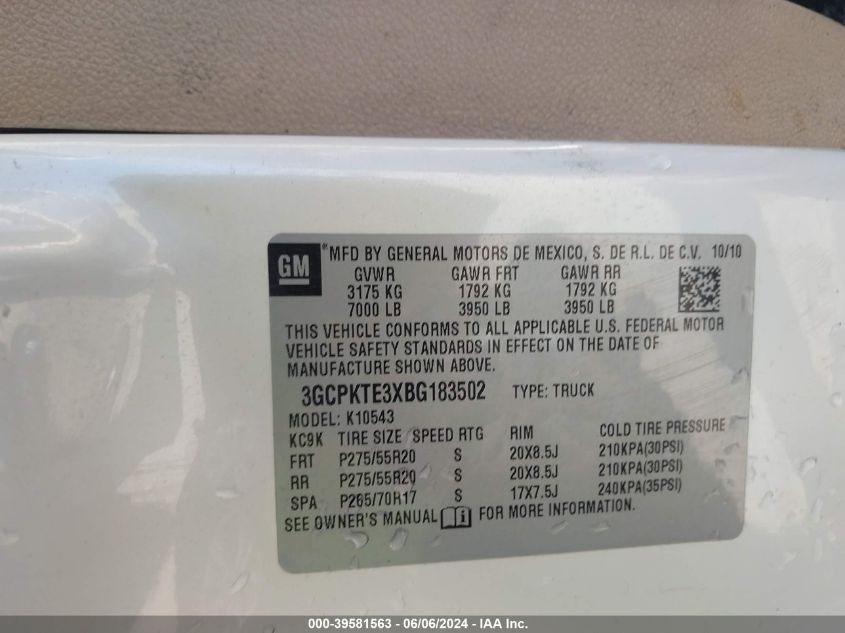 GM
*MFD BY GENERAL MOTORS DE MEXICO, S. DE R.L. DE C.V. 10/10
GVWR GAWR FRT GAWR RR
3175 KG 1792 KG 1792 KG
7000 LB 3950 LB 3950 LB
THIS VEHICLE CONFORMS TO ALL APPLICABLE U.S. FEDERAL MOTOR
VEHICLE SAFETY STANDARDS IN EFFECT ON THE DATE OF
MANUFACTURE SHOWN ABOVE.
3GCPKTE3XBG183502 TYPE: TRUCK
MODEL: K10543
KC9K TIRE SIZE SPEED RTG RIM COLD TIRE PRESSURE
FRT P275/55R20 S 20X8.5J 210KPA(30PSI)
RR P275/55R20 S 20X8.5J 210KPA(30PSI)
SPA P265/70R17 S 17X7.5J 240KPA(35PSI)
SEE OWNER'S MANUAL i FOR MORE INFORMATION.
000-39581563 - 06/06/2024 - IAA Inc.